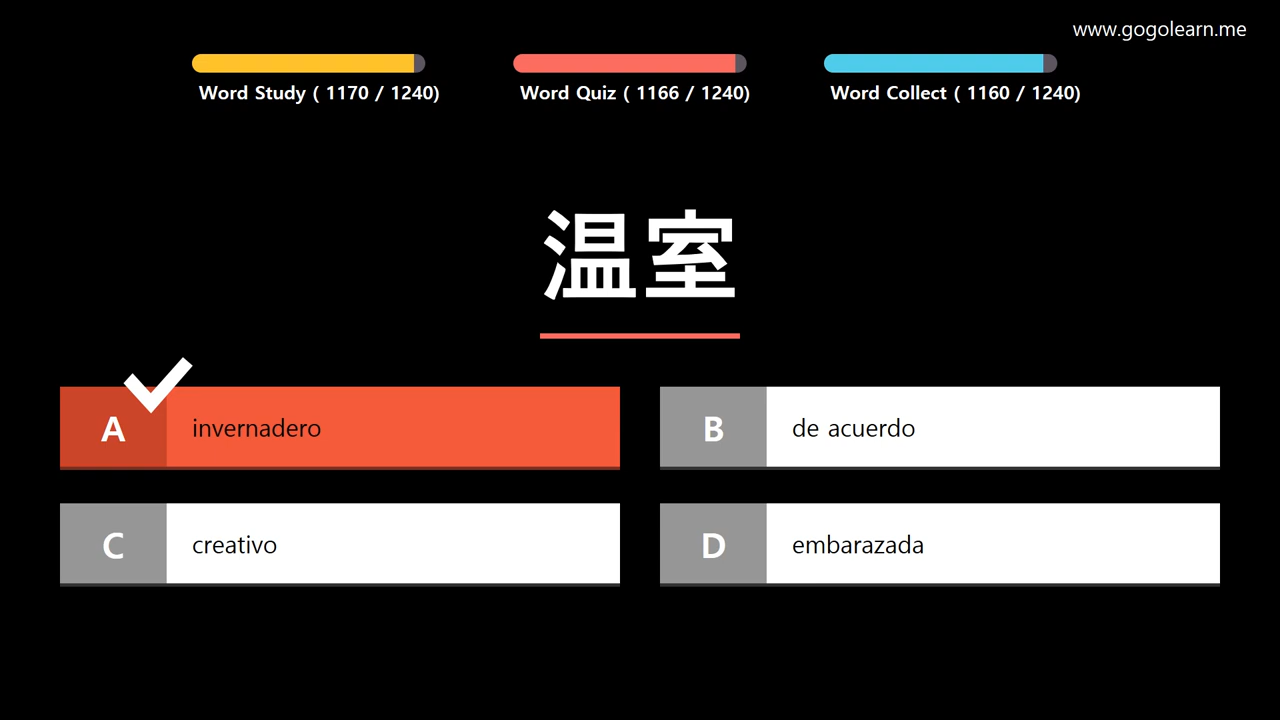 www.gogolearn.me
Word Study ( 1170 / 1240)
Word Quiz ( 1166 / 1240)
Word Collect ( 1160 / 1240)
温室
A invernadero
B de acuerdo
C creativo
D embarazada